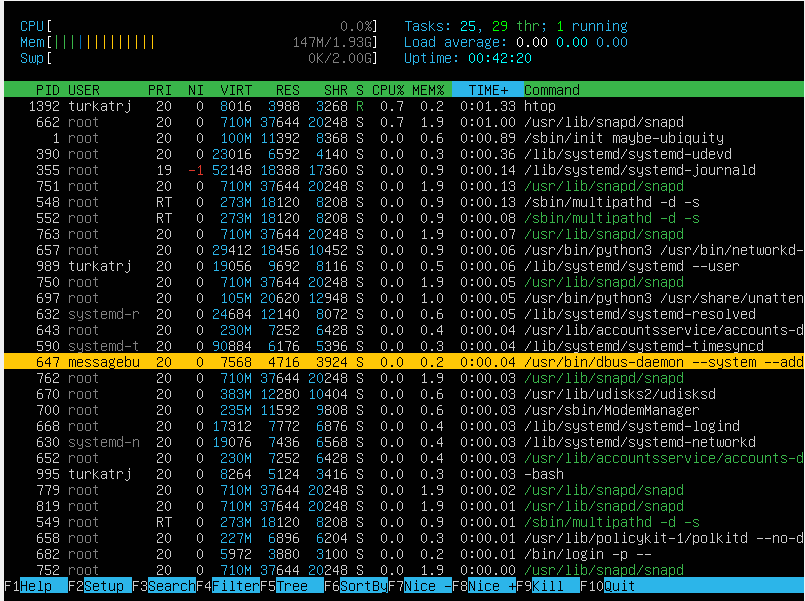 CPU[ 0.0%] Tasks: 25, 29 thr; 1 running
Mem[||||||||||||| 147M/1.93G] Load average: 0.00 0.00 0.00
Swp[ 0K/2.00G] Uptime: 00:42:20
PID USER PRI NI VIRT RES SHR S CPU% MEM% TIME+ Command
1392 turkatrj 20 0 8016 3988 3268 R 0.7 0.2 0:01.33 htop
662 root 20 0 710M 37644 20248 S 0.7 1.9 0:01.00 /usr/lib/snapd/snapd
1 root 20 0 100M 11392 8368 S 0.0 0.6 0:00.89 /sbin/init maybe-ubiquity
390 root 20 0 23016 6592 4140 S 0.0 0.3 0:00.36 /lib/systemd/systemd-udevd
355 root 19 -1 52148 18388 17360 S 0.0 0.9 0:00.14 /lib/systemd/systemd-journald
751 root 20 0 710M 37644 20248 S 0.0 1.9 0:00.13 /usr/lib/snapd/snapd
548 root RT 0 273M 18120 8208 S 0.0 0.9 0:00.13 /sbin/multipathd -d -s
552 root RT 0 273M 18120 8208 S 0.0 0.9 0:00.08 /sbin/multipathd -d -s
763 root 20 0 710M 37644 20248 S 0.0 1.9 0:00.07 /usr/lib/snapd/snapd
657 root 20 0 29412 18456 10452 S 0.0 0.9 0:00.06 /usr/bin/python3 /usr/bin/networkd-
989 turkatrj 20 0 19056 9692 8116 S 0.0 0.5 0:00.06 /lib/systemd/systemd --user
750 root 20 0 710M 37644 20248 S 0.0 1.9 0:00.05 /usr/lib/snapd/snapd
697 root 20 0 105M 20620 12948 S 0.0 1.0 0:00.05 /usr/bin/python3 /usr/share/unatten
632 systemd-r 20 0 24684 12140 8072 S 0.0 0.6 0:00.05 /lib/systemd/systemd-resolved
643 root 20 0 230M 7252 6428 S 0.0 0.4 0:00.04 /usr/lib/accountsservice/accounts-d
590 systemd-t 20 0 90884 6176 5396 S 0.0 0.3 0:00.04 /lib/systemd/systemd-timesyncd
647 messagebu 20 0 7568 4716 3924 S 0.0 0.2 0:00.04 /usr/bin/dbus-daemon --system --add
762 root 20 0 710M 37644 20248 S 0.0 1.9 0:00.03 /usr/lib/snapd/snapd
670 root 20 0 383M 12280 10404 S 0.0 0.6 0:00.03 /usr/lib/udisks2/udisksd
700 root 20 0 235M 11592 9808 S 0.0 0.6 0:00.03 /usr/sbin/ModemManager
668 root 20 0 17312 7772 6876 S 0.0 0.4 0:00.03 /lib/systemd/systemd-logind
630 systemd-n 20 0 19076 7436 6568 S 0.0 0.4 0:00.03 /lib/systemd/systemd-networkd
652 root 20 0 230M 7252 6428 S 0.0 0.4 0:00.03 /usr/lib/accountsservice/accounts-d
995 turkatrj 20 0 8264 5124 3416 S 0.0 0.3 0:00.03 -bash
779 root 20 0 710M 37644 20248 S 0.0 1.9 0:00.02 /usr/lib/snapd/snapd
819 root 20 0 710M 37644 20248 S 0.0 1.9 0:00.01 /usr/lib/snapd/snapd
549 root RT 0 273M 18120 8208 S 0.0 0.9 0:00.01 /sbin/multipathd -d -s
658 root 20 0 227M 6896 6204 S 0.0 0.3 0:00.01 /usr/lib/policykit-1/polkitd --no-d
682 root 20 0 5972 3880 3100 S 0.0 0.2 0:00.01 /bin/login -p --
752 root 20 0 710M 37644 20248 S 0.0 1.9 0:00.00 /usr/lib/snapd/snapd
F1Help F2Setup F3SearchF4FilterF5Tree F6SortByF7Nice -F8Nice +F9Kill F10Quit